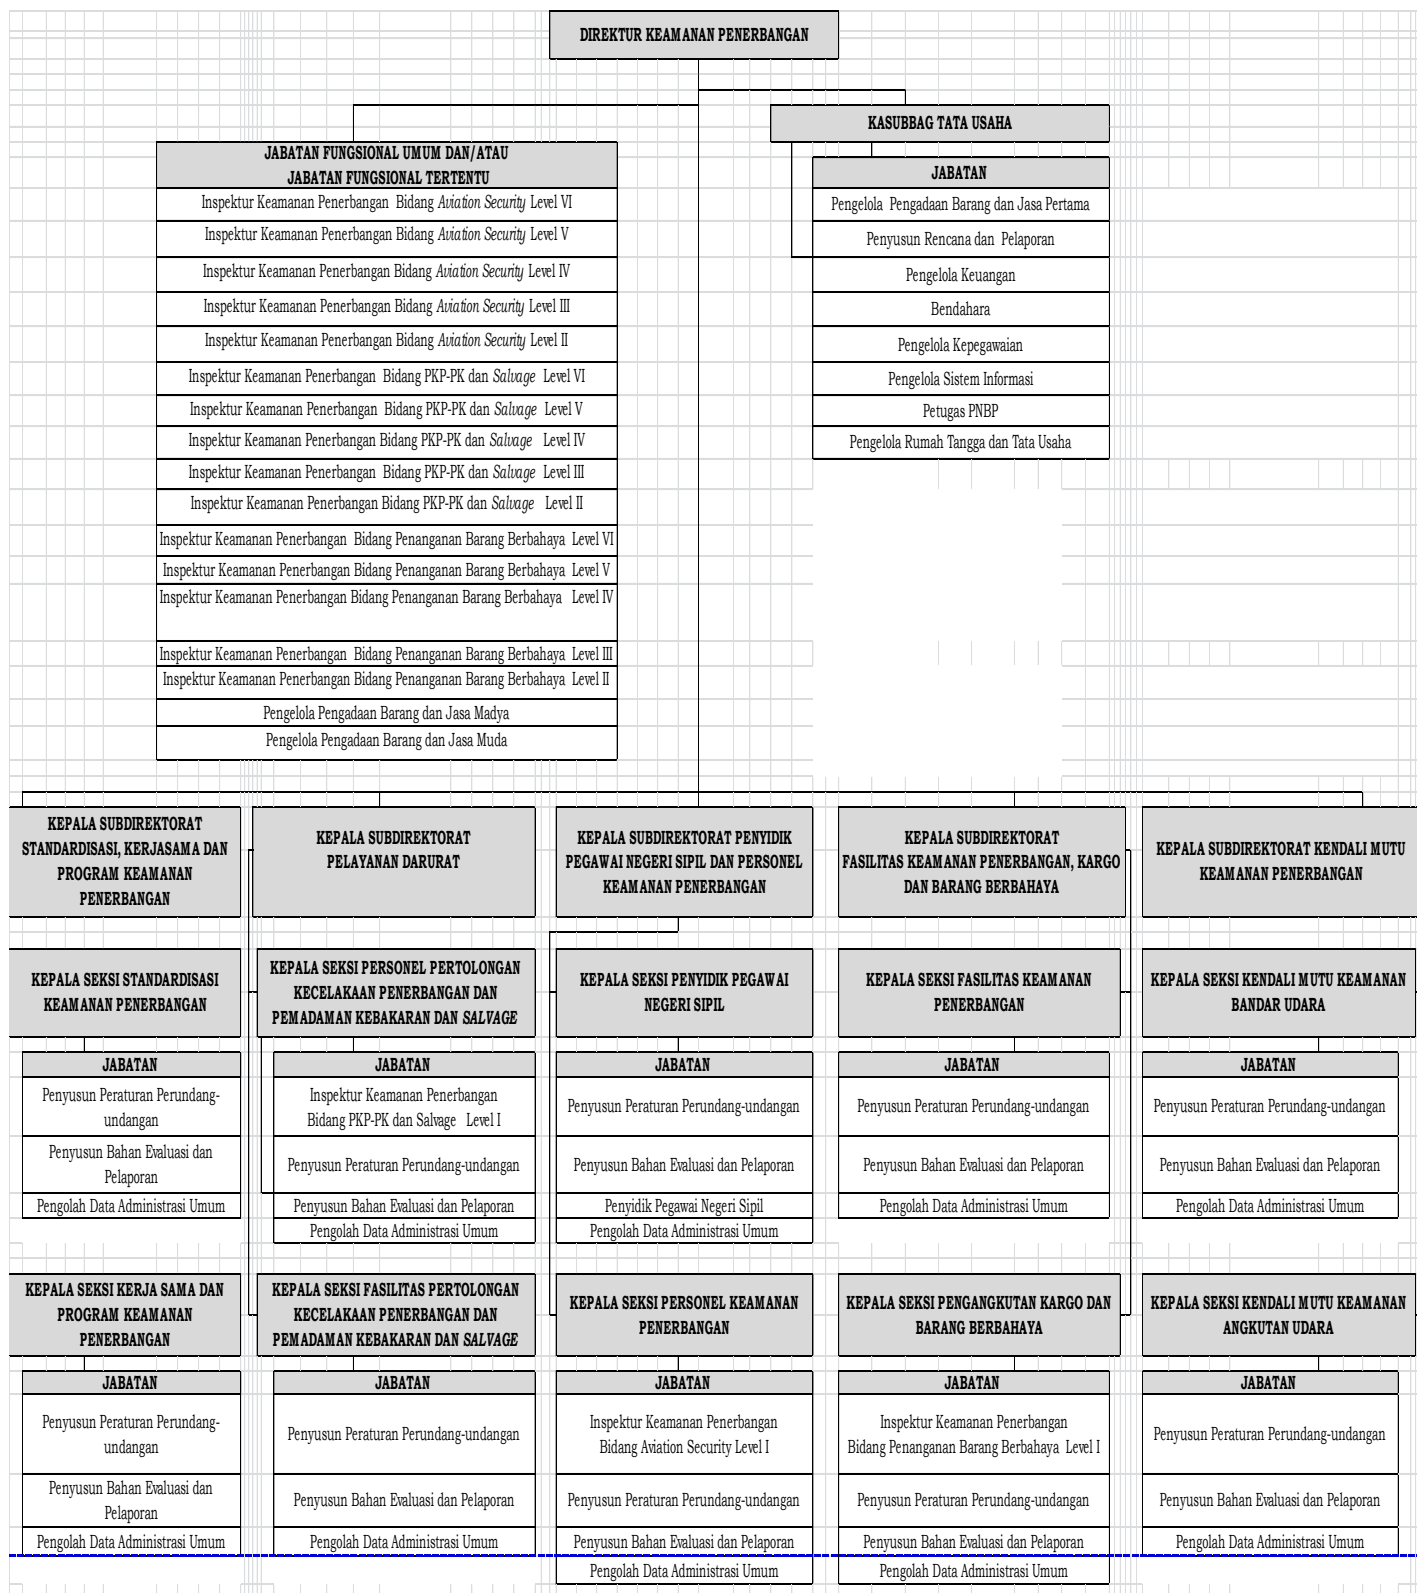 DIREKTUR KEAMANAN PENERBANGAN
KASUBBAG TATA USAHA
JABATAN FUNGSIONAL UMUM DAN/ATAU
JABATAN FUNGSIONAL TERTENTU
Inspektur Keamanan Penerbangan Bidang Aviation Security Level VI
Inspektur Keamanan Penerbangan Bidang Aviation Security Level V
Inspektur Keamanan Penerbangan Bidang Aviation Security Level IV
Inspektur Keamanan Penerbangan Bidang Aviation Security Level III
Inspektur Keamanan Penerbangan Bidang Aviation Security Level II
Inspektur Keamanan Penerbangan Bidang PKP-PK dan Salvage Level VI
Inspektur Keamanan Penerbangan Bidang PKP-PK dan Salvage Level V
Inspektur Keamanan Penerbangan Bidang PKP-PK dan Salvage Level IV
Inspektur Keamanan Penerbangan Bidang PKP-PK dan Salvage Level III
Inspektur Keamanan Penerbangan Bidang PKP-PK dan Salvage Level II
Inspektur Keamanan Penerbangan Bidang Penanganan Barang Berbahaya Level VI
Inspektur Keamanan Penerbangan Bidang Penanganan Barang Berbahaya Level V
Inspektur Keamanan Penerbangan Bidang Penanganan Barang Berbahaya Level IV
Inspektur Keamanan Penerbangan Bidang Penanganan Barang Berbahaya Level III
Inspektur Keamanan Penerbangan Bidang Penanganan Barang Berbahaya Level II
Pengelola Pengadaan Barang dan Jasa Madya
Pengelola Pengadaan Barang dan Jasa Muda
JABATAN
Pengelola Pengadaan Barang dan Jasa Pertama
Penyusun Rencana dan Pelaporan
Pengelola Keuangan
Bendahara
Pengelola Kepegawaian
Pengelola Sistem Informasi
Petugas PNBP
Pengelola Rumah Tangga dan Tata Usaha
KEPALA SUBDIREKTORAT
STANDARDISASI, KERJASAMA DAN
PROGRAM KEAMANAN
PENERBANGAN
KEPALA SUBDIREKTORAT
PELAYANAN DARURAT
KEPALA SUBDIREKTORAT PENYIDIK
PEGAWAI NEGERI SIPIL DAN PERSONEL
KEAMANAN PENERBANGAN
KEPALA SUBDIREKTORAT
FASILITAS KEAMANAN PENERBANGAN, KARGO
DAN BARANG BERBAHAYA
KEPALA SUBDIREKTORAT KENDALI MUTU
KEAMANAN PENERBANGAN
KEPALA SEKSI STANDARDISASI
KEAMANAN PENERBANGAN
KEPALA SEKSI PERSONEL PERTOLONGAN
KECELAKAAN PENERBANGAN DAN
PEMADAMAN KEBAKARAN DAN SALVAGE
KEPALA SEKSI PENYIDIK PEGAWAI
NEGERI SIPIL
KEPALA SEKSI FASILITAS KEAMANAN
PENERBANGAN
KEPALA SEKSI KENDALI MUTU KEAMANAN
BANDAR UDARA
JABATAN
Penyusun Peraturan Perundang-
undangan
Penyusun Bahan Evaluasi dan
Pelaporan
Pengolah Data Administrasi Umum
JABATAN
Inspektur Keamanan Penerbangan
Bidang PKP-PK dan Salvage Level I
Penyusun Peraturan Perundang-undangan
Penyusun Bahan Evaluasi dan Pelaporan
Pengolah Data Administrasi Umum
JABATAN
Penyusun Peraturan Perundang-undangan
Penyusun Bahan Evaluasi dan Pelaporan
Penyidik Pegawai Negeri Sipil
Pengolah Data Administrasi Umum
JABATAN
Penyusun Peraturan Perundang-undangan
Penyusun Bahan Evaluasi dan Pelaporan
Pengolah Data Administrasi Umum
JABATAN
Penyusun Peraturan Perundang-undangan
Penyusun Bahan Evaluasi dan Pelaporan
Pengolah Data Administrasi Umum
KEPALA SEKSI KERJA SAMA DAN
PROGRAM KEAMANAN
PENERBANGAN
KEPALA SEKSI FASILITAS PERTOLONGAN
KECELAKAAN PENERBANGAN DAN
PEMADAMAN KEBAKARAN DAN SALVAGE
KEPALA SEKSI PERSONEL KEAMANAN
PENERBANGAN
KEPALA SEKSI PENGANGKUTAN KARGO DAN
BARANG BERBAHAYA
KEPALA SEKSI KENDALI MUTU KEAMANAN
ANGKUTAN UDARA
JABATAN
Penyusun Peraturan Perundang-
undangan
Penyusun Bahan Evaluasi dan
Pelaporan
Pengolah Data Administrasi Umum
JABATAN
Penyusun Peraturan Perundang-undangan
Penyusun Bahan Evaluasi dan Pelaporan
Pengolah Data Administrasi Umum
JABATAN
Inspektur Keamanan Penerbangan
Bidang Aviation Security Level I
Penyusun Peraturan Perundang-undangan
Penyusun Bahan Evaluasi dan Pelaporan
Pengolah Data Administrasi Umum
JABATAN
Inspektur Keamanan Penerbangan
Bidang Penanganan Barang Berbahaya Level I
Penyusun Peraturan Perundang-undangan
Penyusun Bahan Evaluasi dan Pelaporan
Pengolah Data Administrasi Umum
JABATAN
Penyusun Peraturan Perundang-undangan
Penyusun Bahan Evaluasi dan Pelaporan
Pengolah Data Administrasi Umum